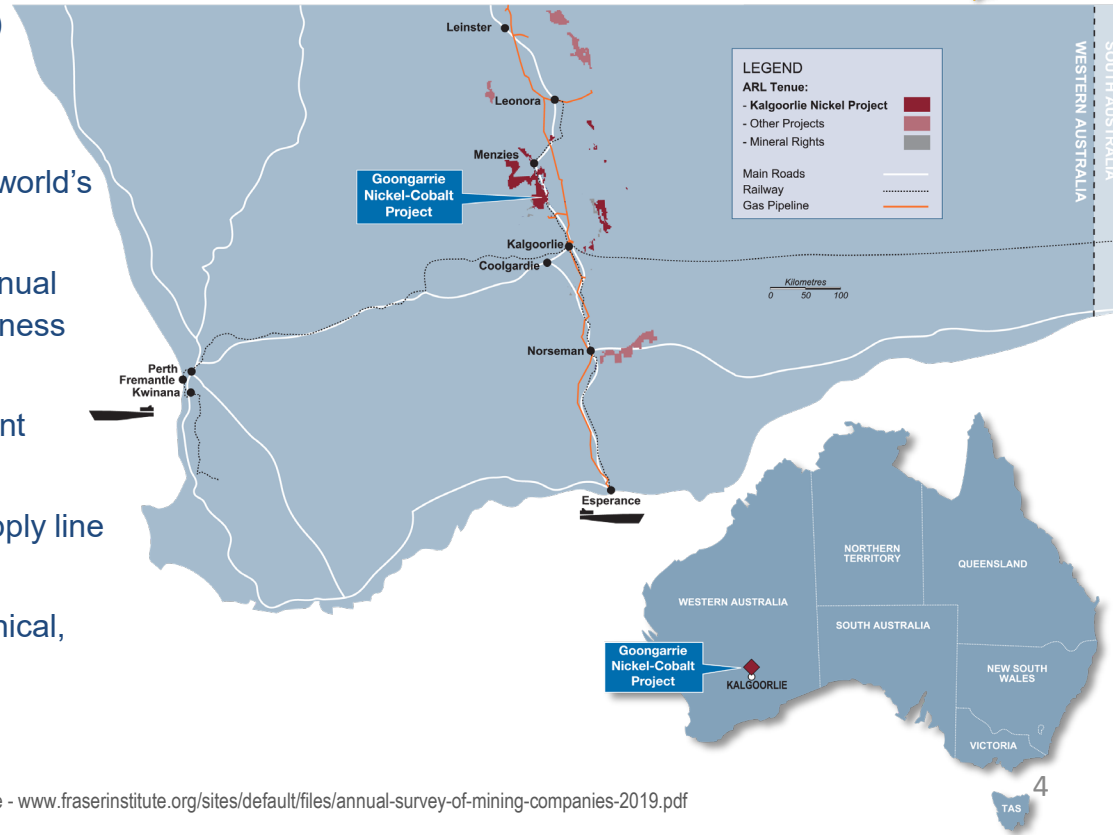 )
world's
nual
ness
nt
ply line
nical,
Leinster
Leonora
Menzies
Goongarrie
Nickel-Cobalt
Project
Kalgoorlie
Coolgardie
Norseman
Perth
Fremantle
Kwinana
Esperance
LEGEND
ARL Tenue:
- Kalgoorlie Nickel Project
- Other Projects
- Mineral Rights
Main Roads
Railway
Gas Pipeline
Kilometres
0 50 100
WESTERN AUSTRALIA
SOUTH AUSTRALIA
NORTHERN
TERRITORY
QUEENSLAND
WESTERN AUSTRALIA
SOUTH AUSTRALIA
Goongarrie
Nickel-Cobalt
Project
KALGOORLIE
NEW SOUTH
WALES
VICTORIA
TAS
e - www.fraserinstitute.org/sites/default/files/annual-survey-of-mining-companies-2019.pdf
4